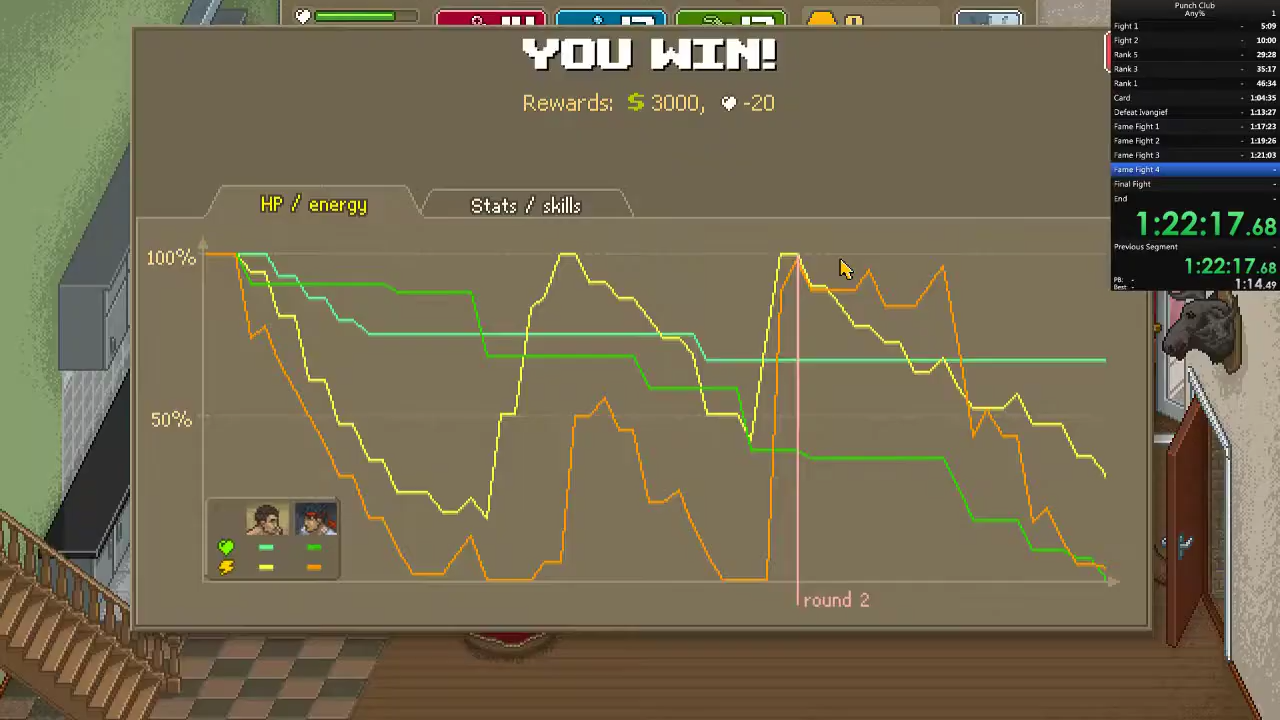 YOU WIN!
Rewards: $ 3000, -20
HP / energy
Stats / skills
100%
50%
round 2
Punch Club
Any% 1
Fight 1 - 5:09
Fight 2 - 10:00
Rank 5 - 29:28
Rank 3 - 35:17
Rank 1 - 46:34
Card - 1:04:35
Defeat Ivangief - 1:13:27
Fame Fight 1 - 1:17:23
Fame Fight 2 - 1:19:26
Fame Fight 3 - 1:21:03
Fame Fight 4 -
Final Fight -
End -
1:22:17.68
Previous Segment -
1:22:17.68
PB: -
Best: - 1:14.49